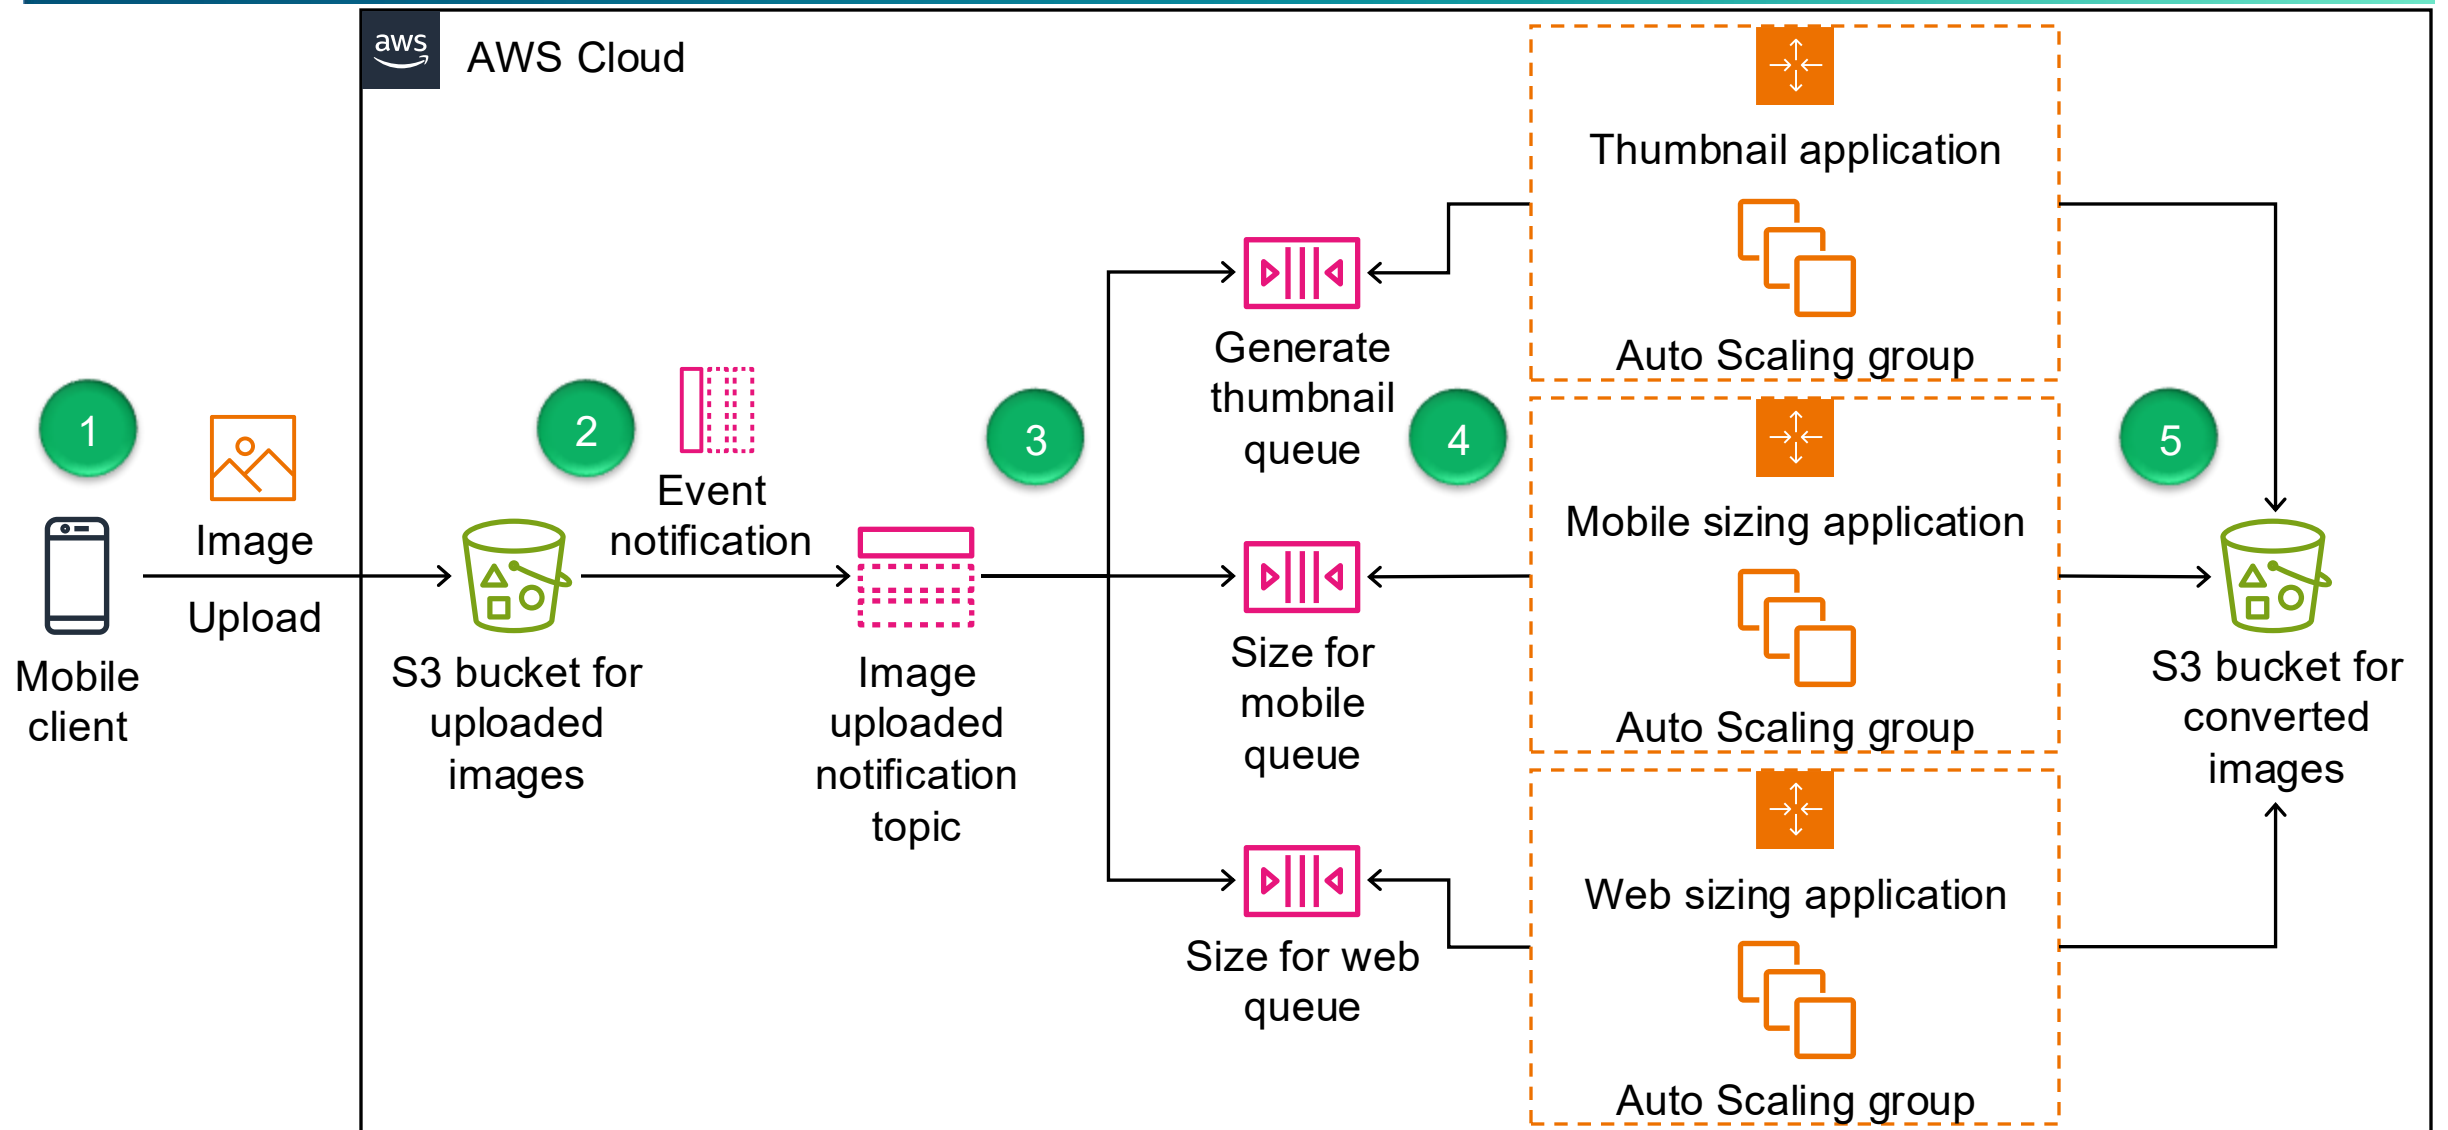 aws
AWS Cloud
Thumbnail application
Auto Scaling group
1
Image
Upload
Mobile
client
2
Event
notification
S3 bucket for
uploaded
images
Image
uploaded
notification
topic
3
Generate
thumbnail
queue
Size for
mobile
queue
Size for web
queue
4
Mobile sizing application
Auto Scaling group
Web sizing application
Auto Scaling group
5
S3 bucket for
converted
images